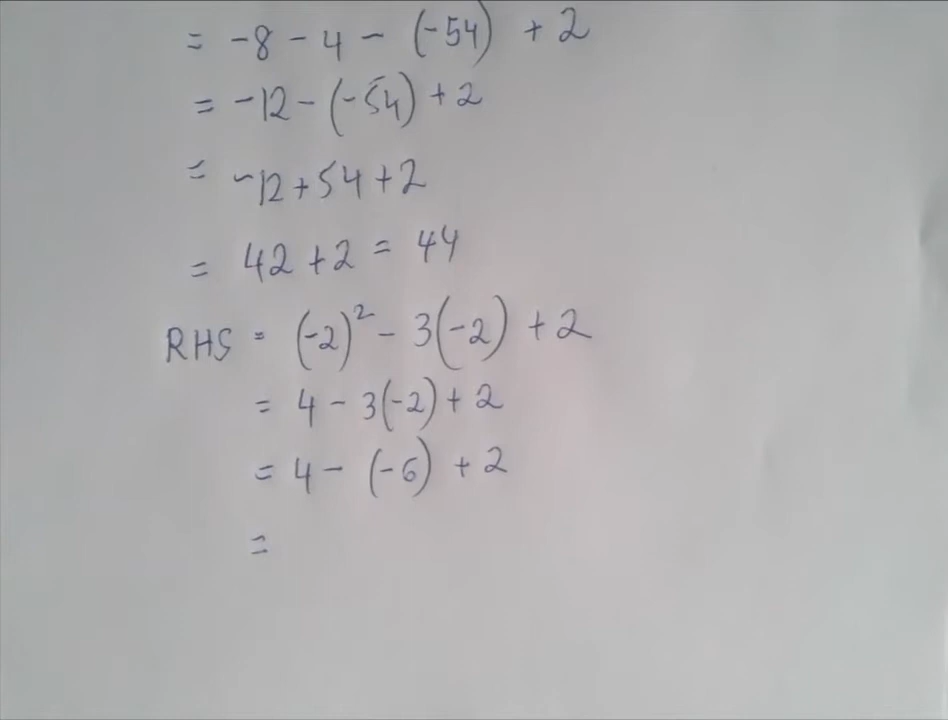 = -8 - 4 - (-54) + 2
= -12 - (-54) + 2
= -12 + 54 + 2
= 42 + 2 = 44
RHS = (-2)² - 3(-2) + 2
= 4 - 3(-2) + 2
= 4 - (-6) + 2
=